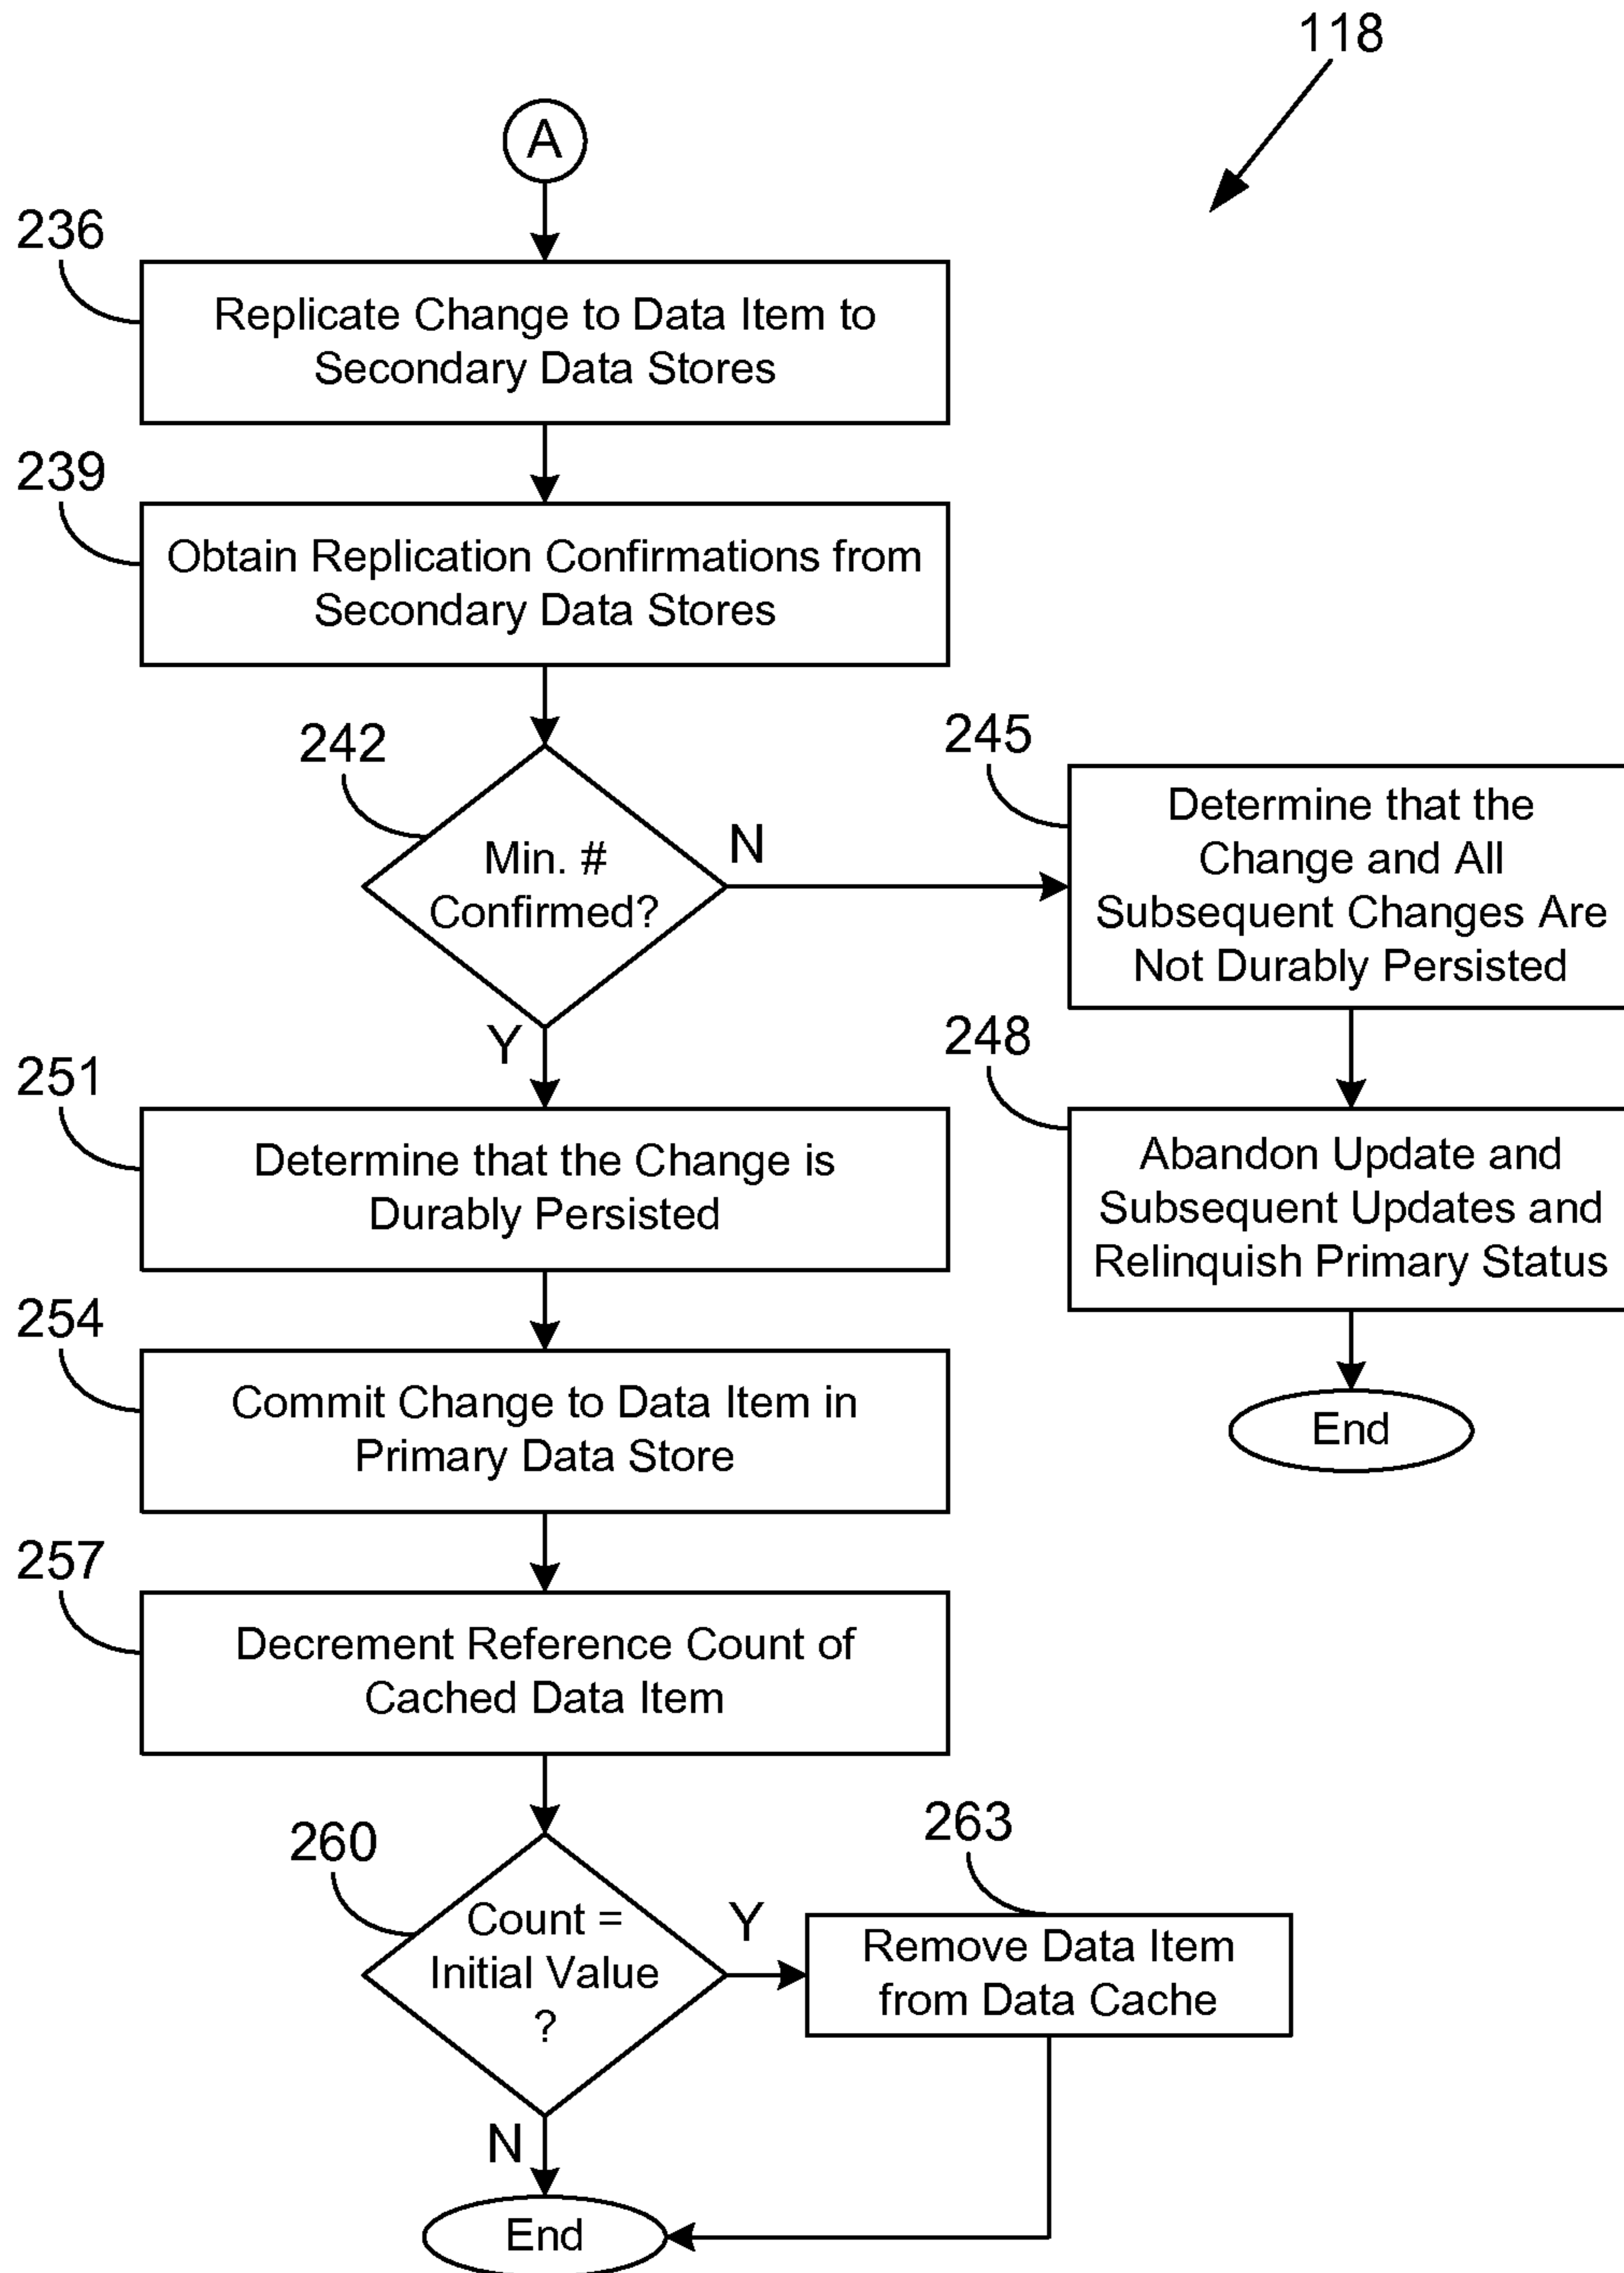 118
A
236
Replicate Change to Data Item to
Secondary Data Stores
239
Obtain Replication Confirmations from
Secondary Data Stores
242
Min. #
Confirmed?
N
Y
245
Determine that the
Change and All
Subsequent Changes Are
Not Durably Persisted
248
Abandon Update and
Subsequent Updates and
Relinquish Primary Status
End
251
Determine that the Change is
Durably Persisted
254
Commit Change to Data Item in
Primary Data Store
257
Decrement Reference Count of
Cached Data Item
260
Count =
Initial Value
?
Y
263
Remove Data Item
from Data Cache
N
End